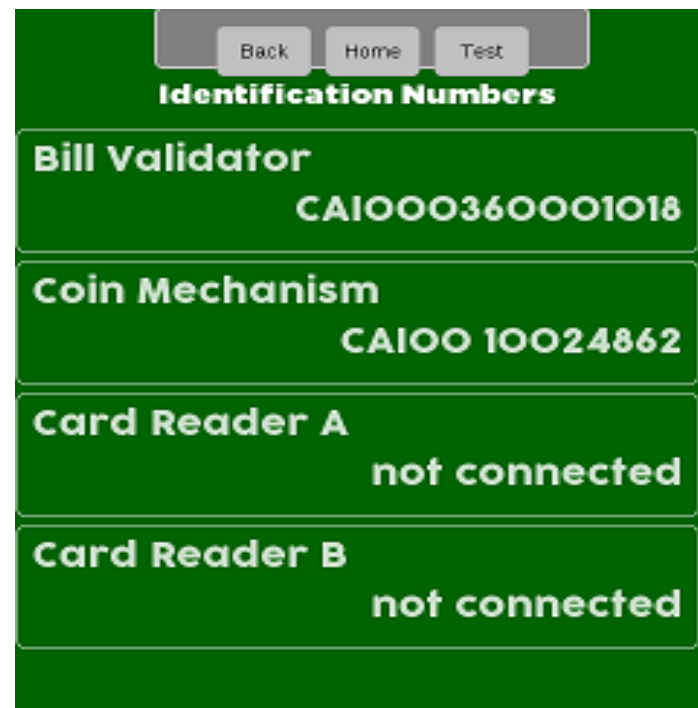 Back Home Test
Identification Numbers
Bill Validator
CAI000360001018
Coin Mechanism
CAI00 10024862
Card Reader A
not connected
Card Reader B
not connected